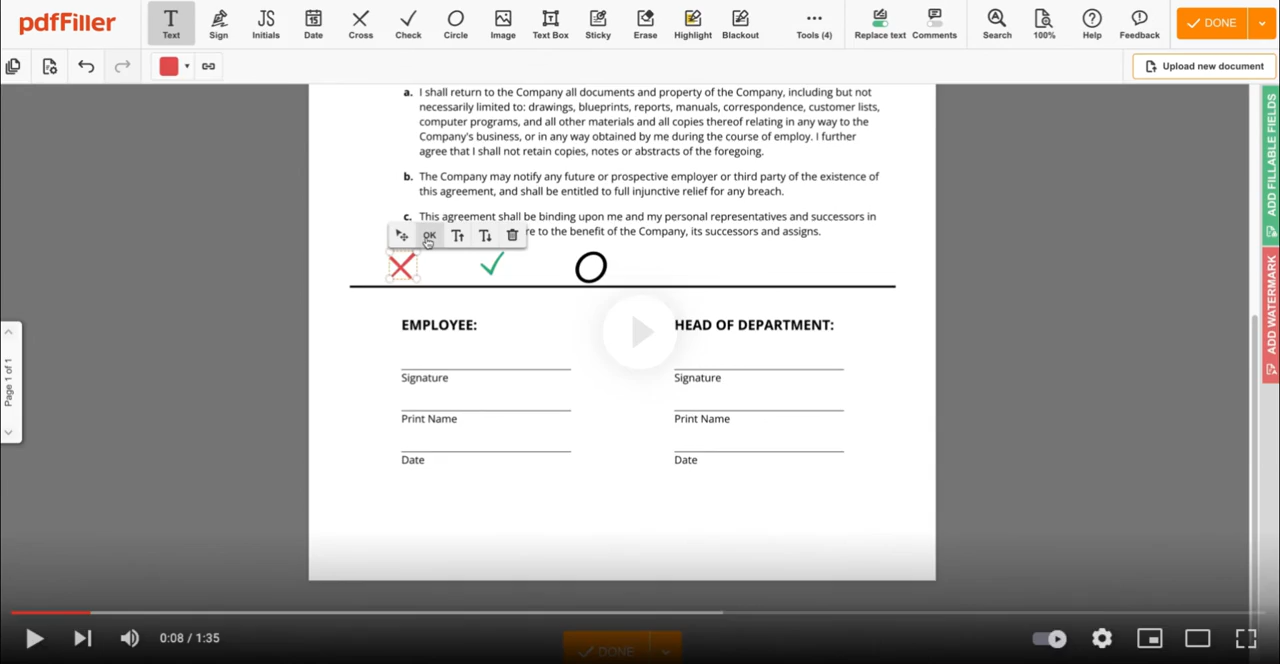 pdfFiller
T Text
Sign
JS Initials
15 Date
Cross
Check
Circle
Image
T Text Box
Sticky
Erase
Highlight
Blackout
Tools (4)
Replace text
Comments
Search
100%
Help
Feedback
DONE
Upload new document
a. I shall return to the Company all documents and property of the Company, including but not
necessarily limited to: drawings, blueprints, reports, manuals, correspondence, customer lists,
computer programs, and all other materials and all copies thereof relating in any way to the
Company's business, or in any way obtained by me during the course of employ. I further
agree that I shall not retain copies, notes or abstracts of the foregoing.
b. The Company may notify any future or prospective employer or third party of the existence of
this agreement, and shall be entitled to full injunctive relief for any breach.
c. This agreement shall be binding upon me and my personal representatives and successors in
re to the benefit of the Company, its successors and assigns.
OK
EMPLOYEE:
HEAD OF DEPARTMENT:
Signature
Signature
Print Name
Print Name
Date
Date
Page 1 of 1
ADD FILLABLE FIELDS
ADD WATERMARK
0:08 / 1:35
DONE